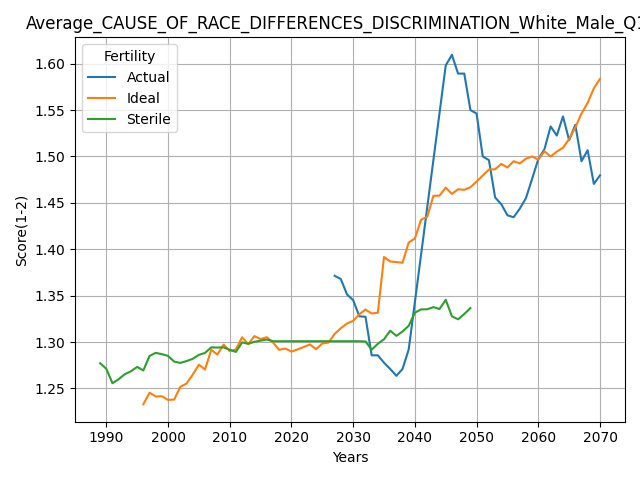 Average_CAUSE_OF_RACE_DIFFERENCES_DISCRIMINATION_White_Male_Q1
Fertility
Actual
Ideal
Sterile
1.60
1.55
1.50
1.45
1.40
1.35
1.30
1.25
Score(1-2)
1990 2000 2010 2020 2030 2040 2050 2060 2070
Years